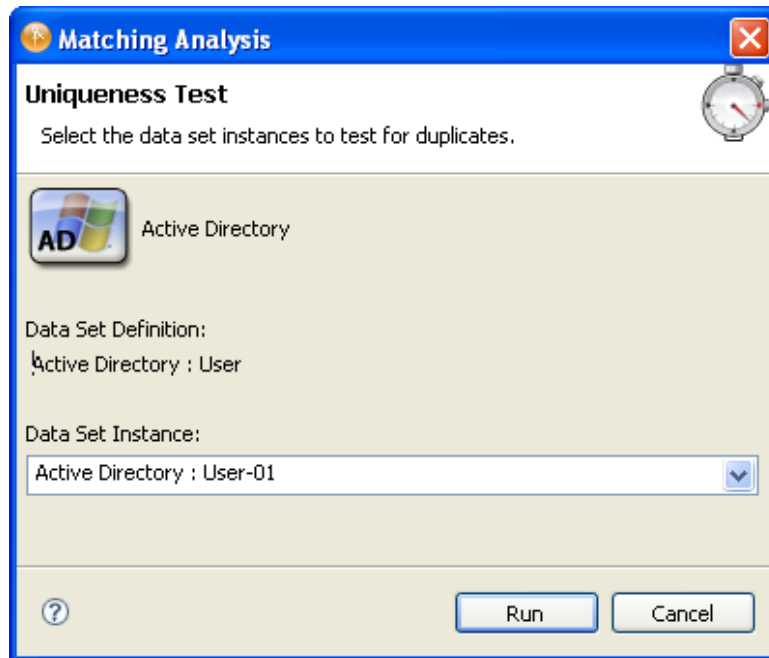 Matching Analysis
Uniqueness Test
Select the data set instances to test for duplicates.
AD
Active Directory
Data Set Definition:
Active Directory : User
Data Set Instance:
Active Directory : User-01
?
Run
Cancel